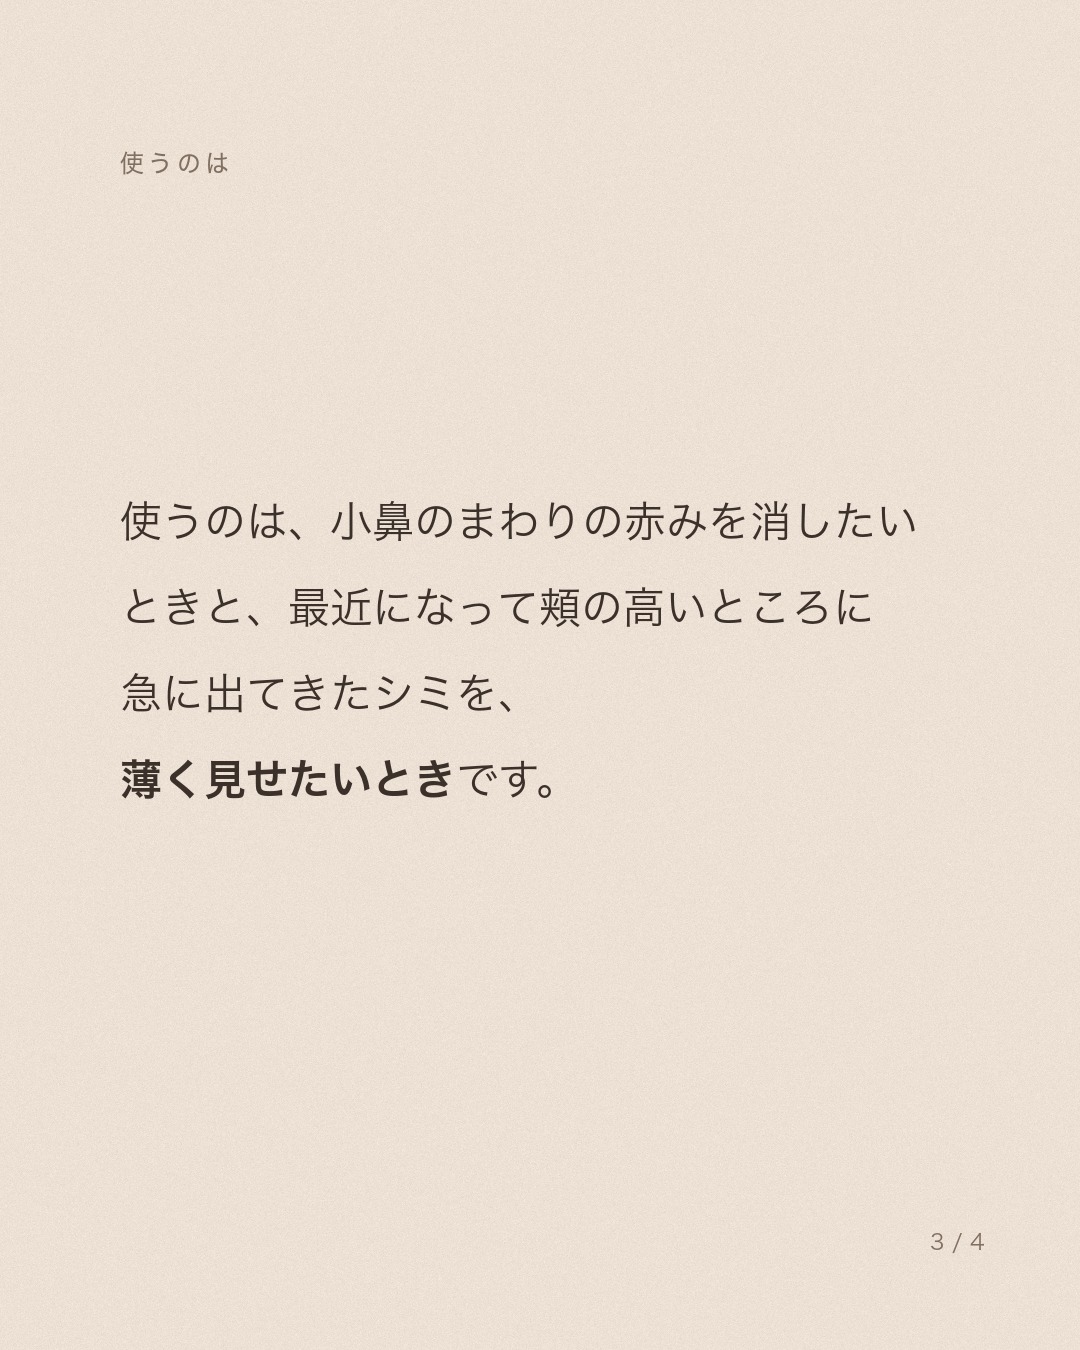 使うのは
使うのは、小鼻のまわりの赤みを消したい
ときと、最近になって頬の高いところに
急に出てきたシミを、
薄く見せたいときです。
3 / 4